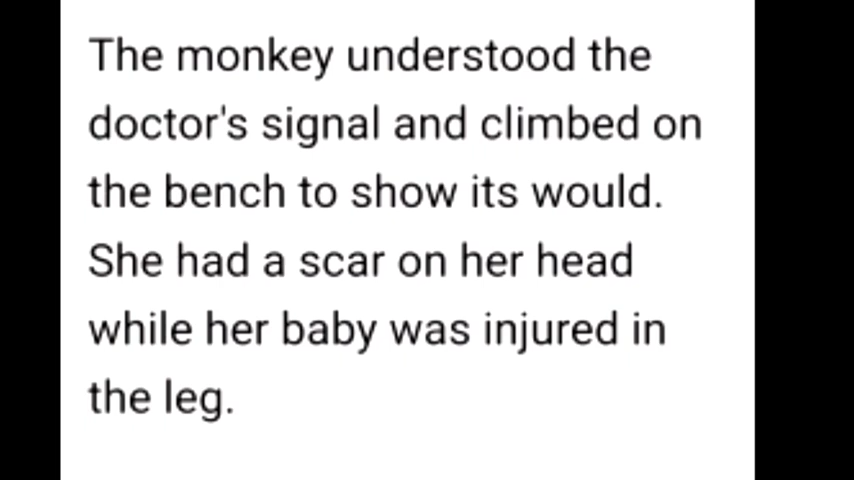 The monkey understood the
doctor's signal and climbed on
the bench to show its would.
She had a scar on her head
while her baby was injured in
the leg.